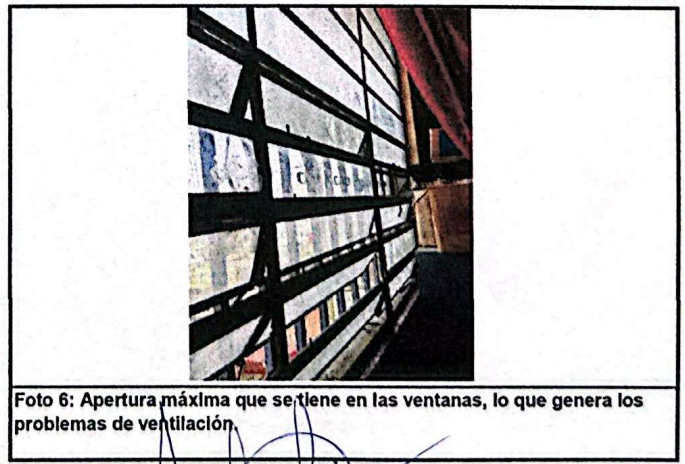 Foto 6: Apertura máxima que se tiene en las ventanas, lo que genera los
problemas de ventilación.